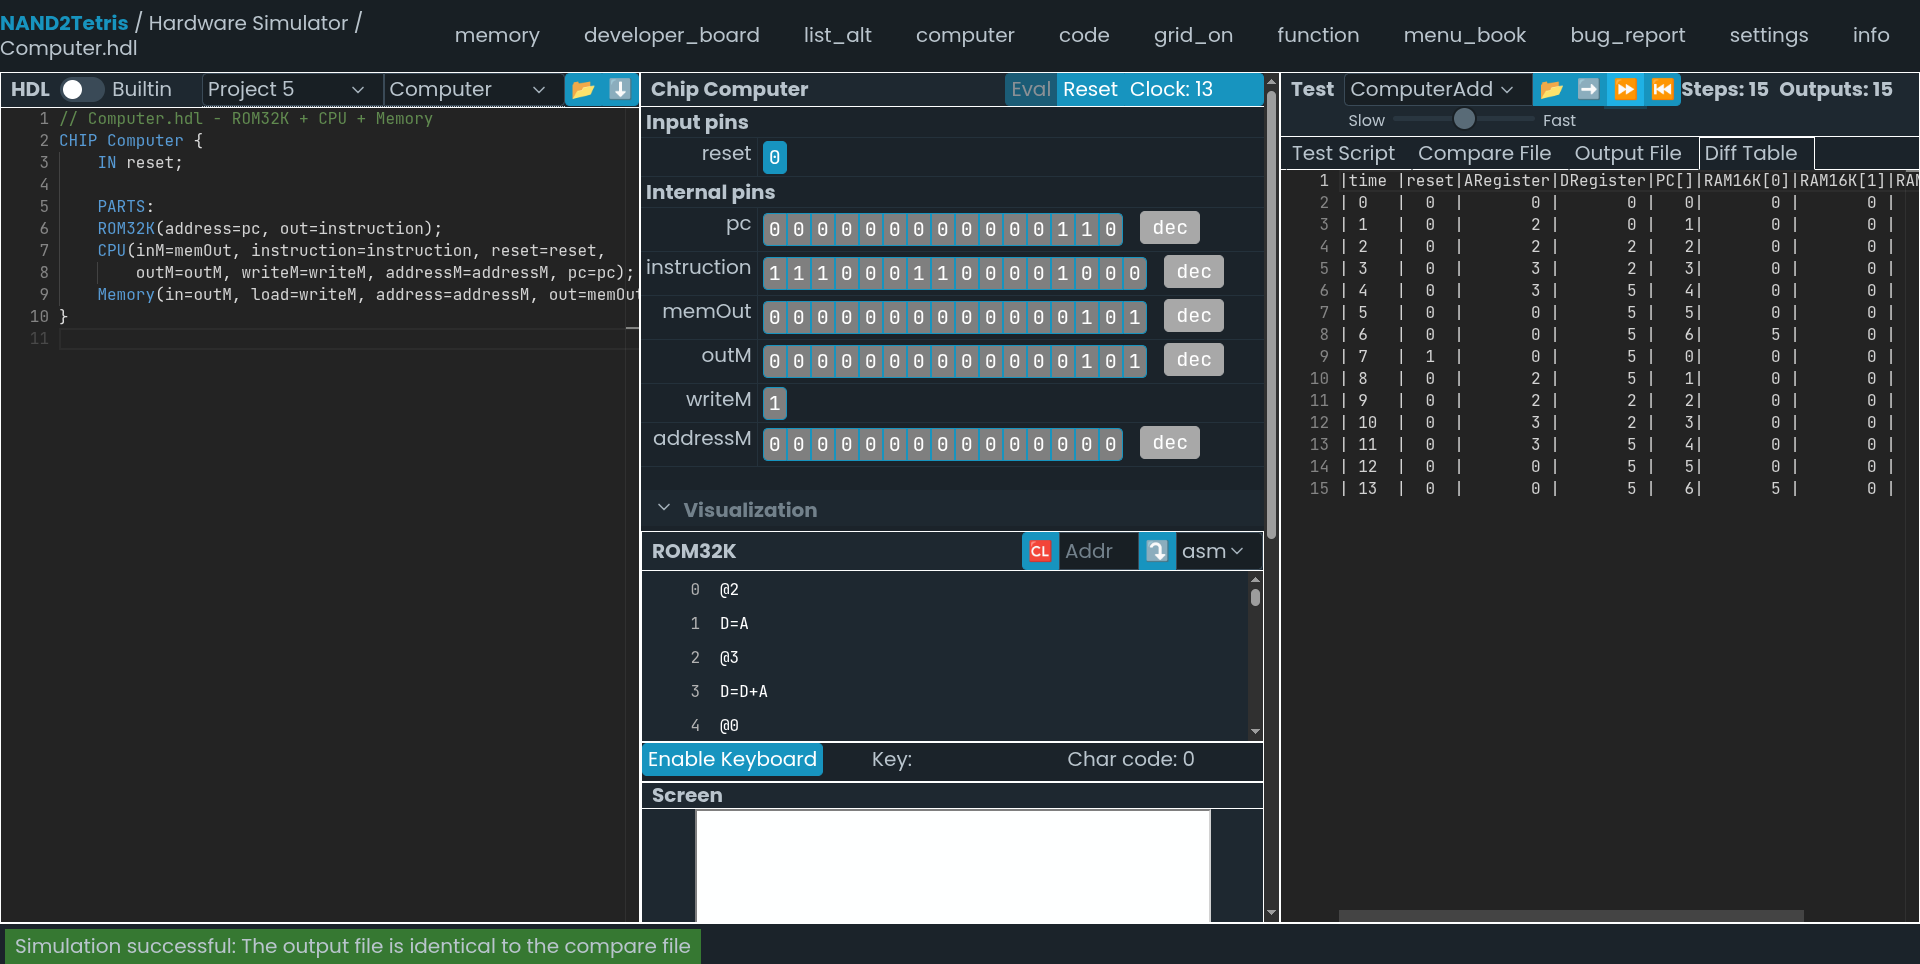 NAND2Tetris / Hardware Simulator /
Computer.hdl
memory developer_board list_alt computer code grid_on function menu_book bug_report settings info
HDL Builtin Project 5 Computer
1 // Computer.hdl - ROM32K + CPU + Memory
2 CHIP Computer {
3 IN reset;
4
5 PARTS:
6 ROM32K(address=pc, out=instruction);
7 CPU(inM=memOut, instruction=instruction, reset=reset,
8 outM=outM, writeM=writeM, addressM=addressM, pc=pc);
9 Memory(in=outM, load=writeM, address=addressM, out=memOut
10 }
11
Chip Computer Eval Reset Clock: 13
Input pins
reset 0
Internal pins
pc 0 0 0 0 0 0 0 0 0 0 0 0 1 1 0 dec
instruction 1 1 1 0 0 0 1 1 0 0 0 0 1 0 0 0 dec
memOut 0 0 0 0 0 0 0 0 0 0 0 0 0 1 0 1 dec
outM 0 0 0 0 0 0 0 0 0 0 0 0 0 1 0 1 dec
writeM 1
addressM 0 0 0 0 0 0 0 0 0 0 0 0 0 0 0 dec
Visualization
ROM32K CL Addr asm
0 @2
1 D=A
2 @3
3 D=D+A
4 @0
Enable Keyboard Key: Char code: 0
Screen
Test ComputerAdd Steps: 15 Outputs: 15
Slow Fast
Test Script Compare File Output File Diff Table
1 |time |reset|ARegister|DRegister|PC[]|RAM16K[0]|RAM16K[1]|RAM
2 | 0 | 0 | 0 | 0 | 0| 0 | 0 |
3 | 1 | 0 | 2 | 0 | 1| 0 | 0 |
4 | 2 | 0 | 2 | 2 | 2| 0 | 0 |
5 | 3 | 0 | 3 | 2 | 3| 0 | 0 |
6 | 4 | 0 | 3 | 5 | 4| 0 | 0 |
7 | 5 | 0 | 0 | 5 | 5| 0 | 0 |
8 | 6 | 0 | 0 | 5 | 6| 5 | 0 |
9 | 7 | 1 | 0 | 5 | 0| 0 | 0 |
10 | 8 | 0 | 2 | 5 | 1| 0 | 0 |
11 | 9 | 0 | 2 | 2 | 2| 0 | 0 |
12 | 10 | 0 | 3 | 2 | 3| 0 | 0 |
13 | 11 | 0 | 3 | 5 | 4| 0 | 0 |
14 | 12 | 0 | 0 | 5 | 5| 0 | 0 |
15 | 13 | 0 | 0 | 5 | 6| 5 | 0 |
Simulation successful: The output file is identical to the compare file